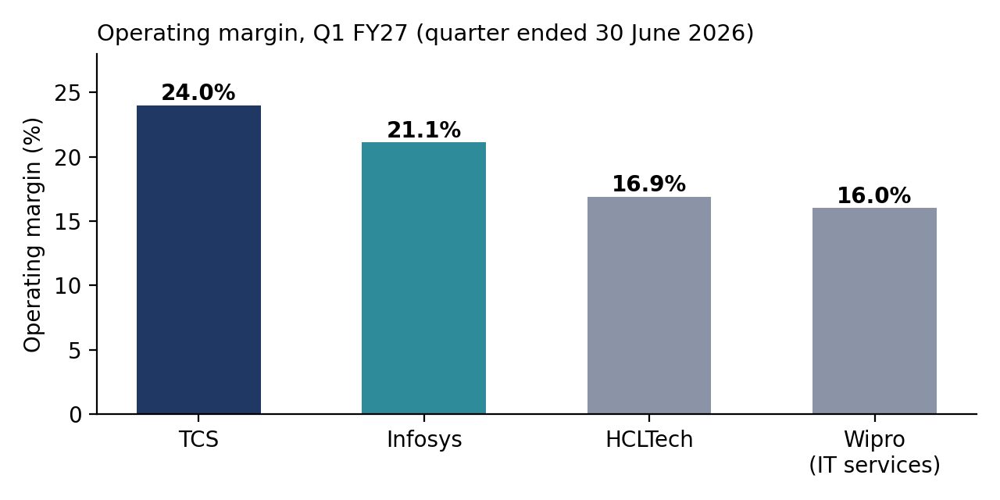 Operating margin, Q1 FY27 (quarter ended 30 June 2026)
Operating margin (%)
25
20
15
10
5
0
24.0%
21.1%
16.9%
16.0%
TCS
Infosys
HCLTech
Wipro
(IT services)